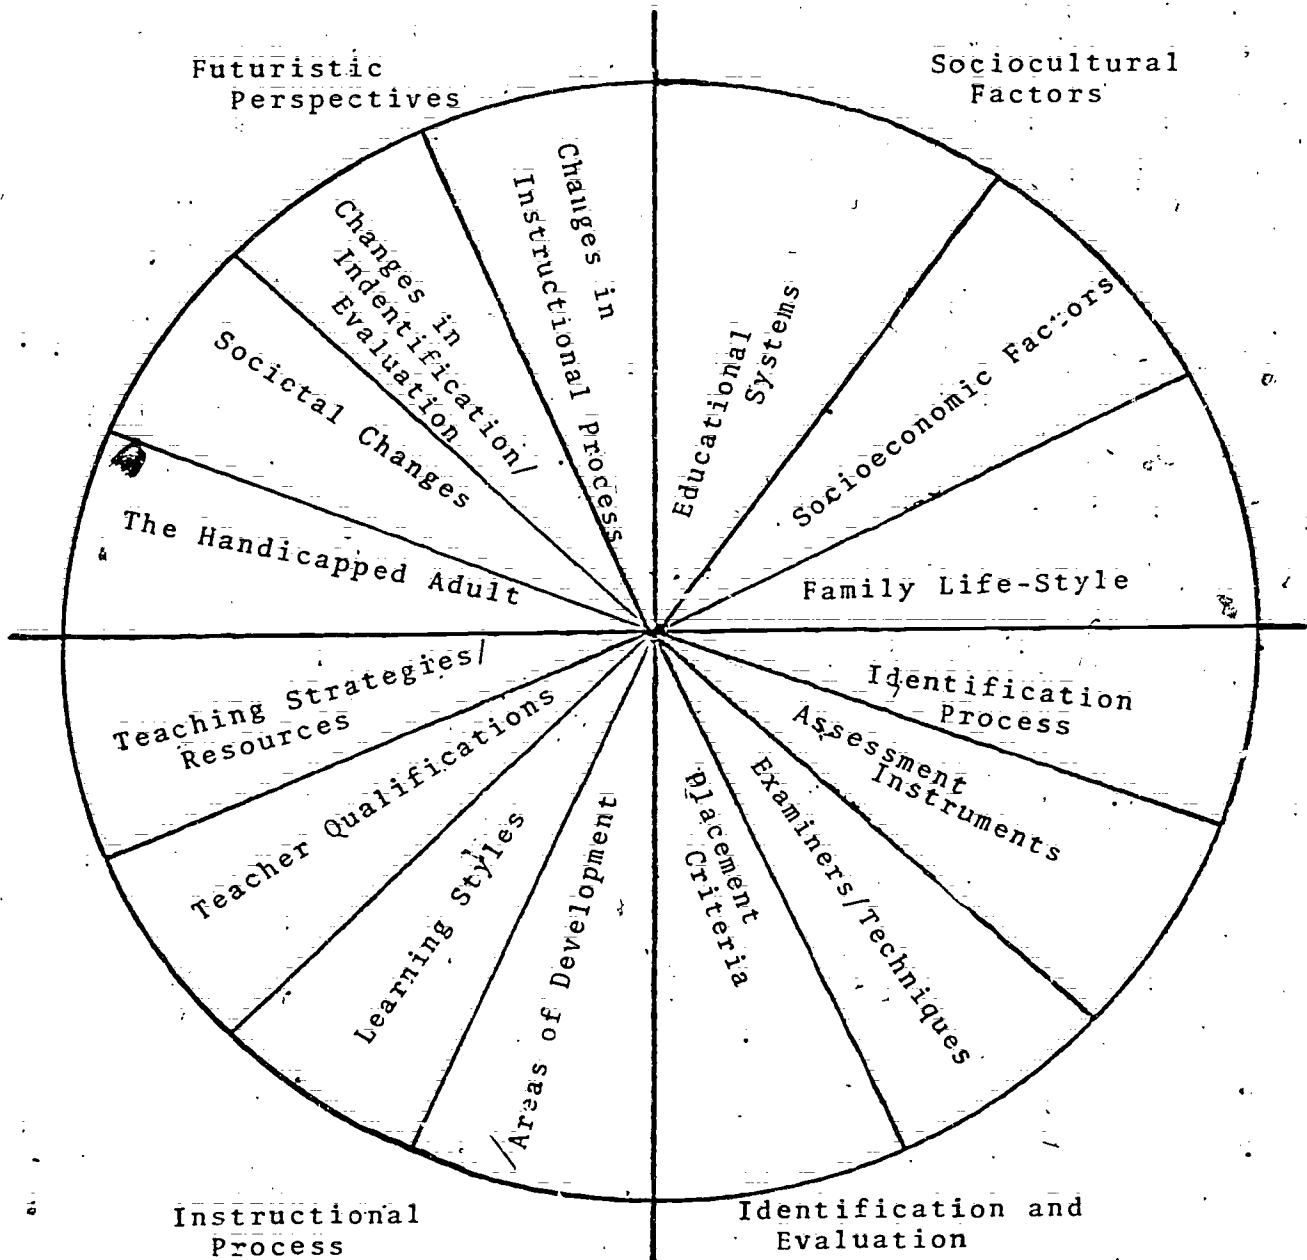 Futuristic
Perspectives
Sociocultural
Factors
Changes in
Instructional Process
Changes in
Indentification/
Evaluation
Socictal Changes
The Handicapped Adult
Educational
Systems
Socioeconomic Factors
Family Life-Style
Teaching Strategies/
Resources
Teacher Qualifications
Learning Styles
Areas of Development
Identification
Process
Assessment
Instruments
Examiners/Techniques
Placement
Criteria
Instructional
Process
Identification and
Evaluation